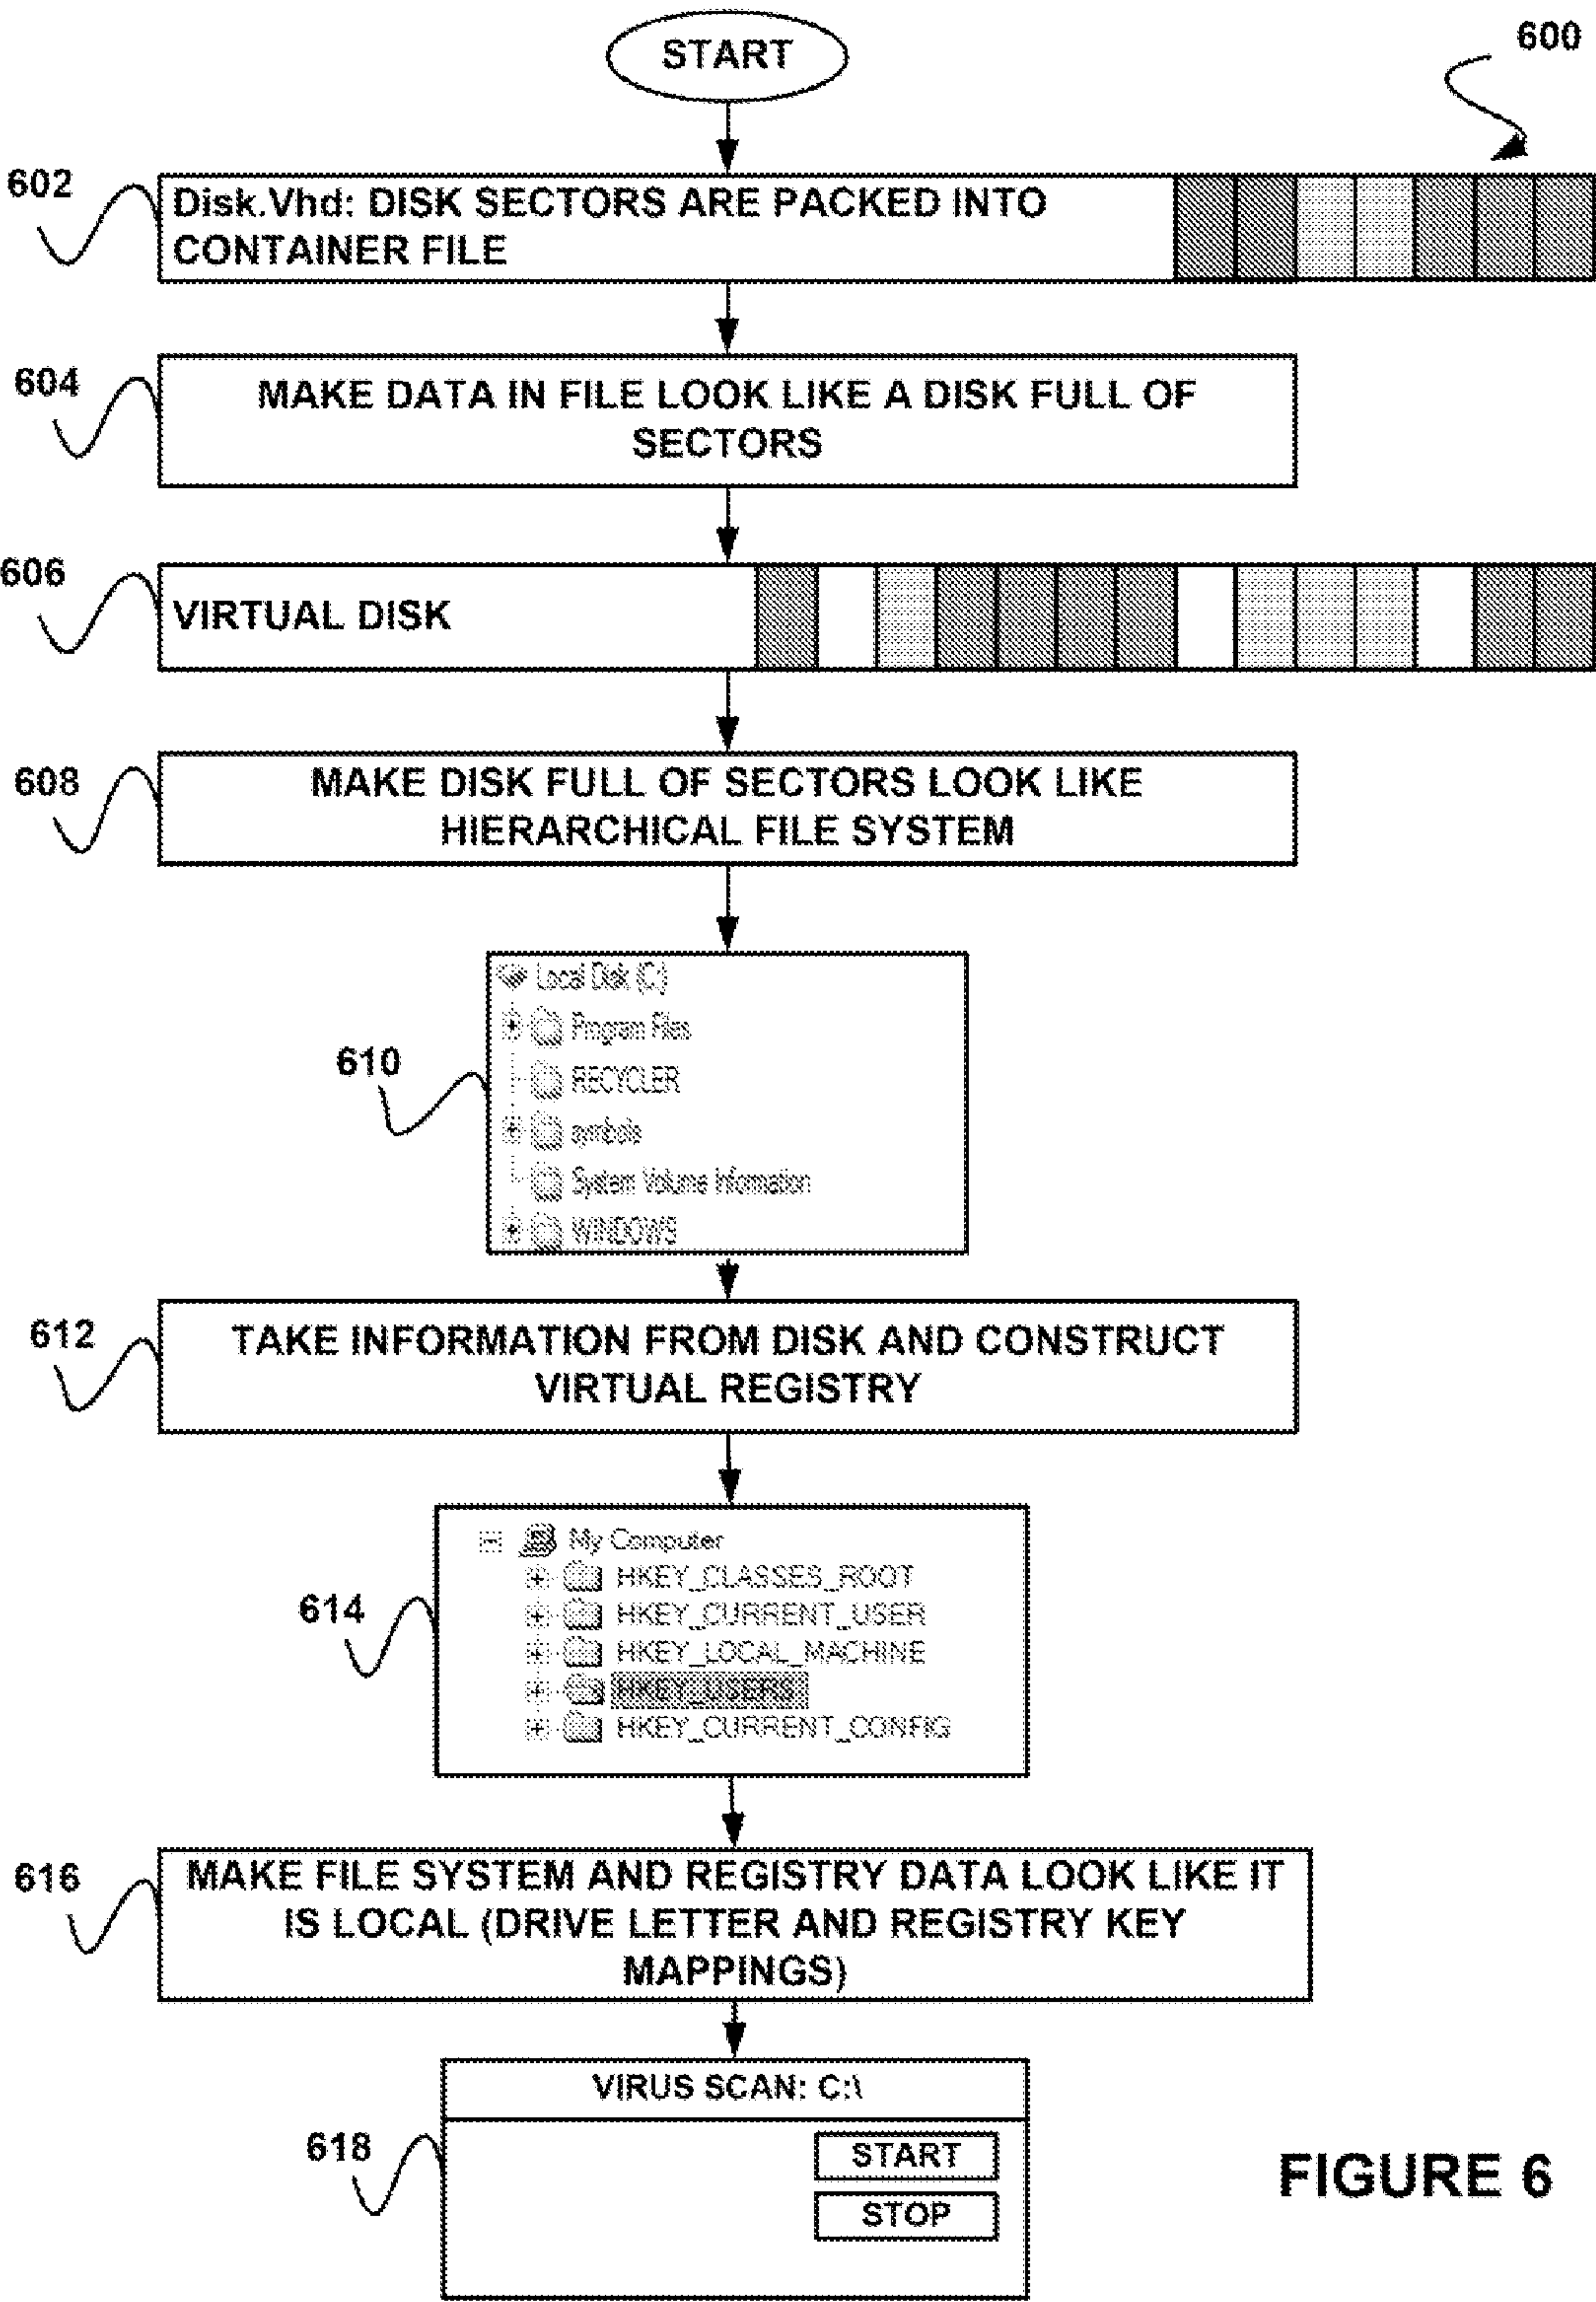 START
600
602
Disk.Vhd: DISK SECTORS ARE PACKED INTO
CONTAINER FILE
604
MAKE DATA IN FILE LOOK LIKE A DISK FULL OF
SECTORS
606
VIRTUAL DISK
608
MAKE DISK FULL OF SECTORS LOOK LIKE
HIERARCHICAL FILE SYSTEM
610
Local Disk (C:)
Program Files
RECYCLER
symbols
System Volume Information
WINDOWS
612
TAKE INFORMATION FROM DISK AND CONSTRUCT
VIRTUAL REGISTRY
614
My Computer
HKEY_CLASSES_ROOT
HKEY_CURRENT_USER
HKEY_LOCAL_MACHINE
HKEY_USERS
HKEY_CURRENT_CONFIG
616
MAKE FILE SYSTEM AND REGISTRY DATA LOOK LIKE IT
IS LOCAL (DRIVE LETTER AND REGISTRY KEY
MAPPINGS)
618
VIRUS SCAN: C:\
START
STOP
FIGURE 6